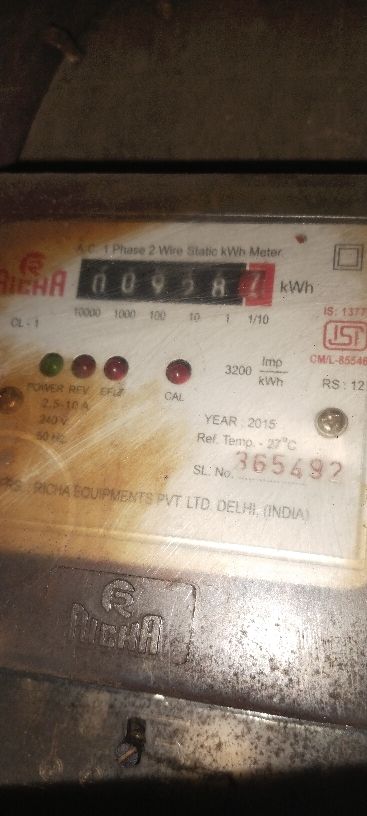 A.C. 1 Phase 2 Wire Static kWh Meter
RICHA
00928 kWh
10000 1000 100 10 1 1/10
CL - 1
IS: 1377
CM/L-85546
POWER REV EFLT CAL
3200 Imp/kWh
RS : 12
2.5-10 A
240 V
50 Hz
YEAR : 2015
Ref. Temp. - 27°C
SL. No. 365492
RICHA EQUIPMENTS PVT. LTD. DELHI, (INDIA)
RICHA